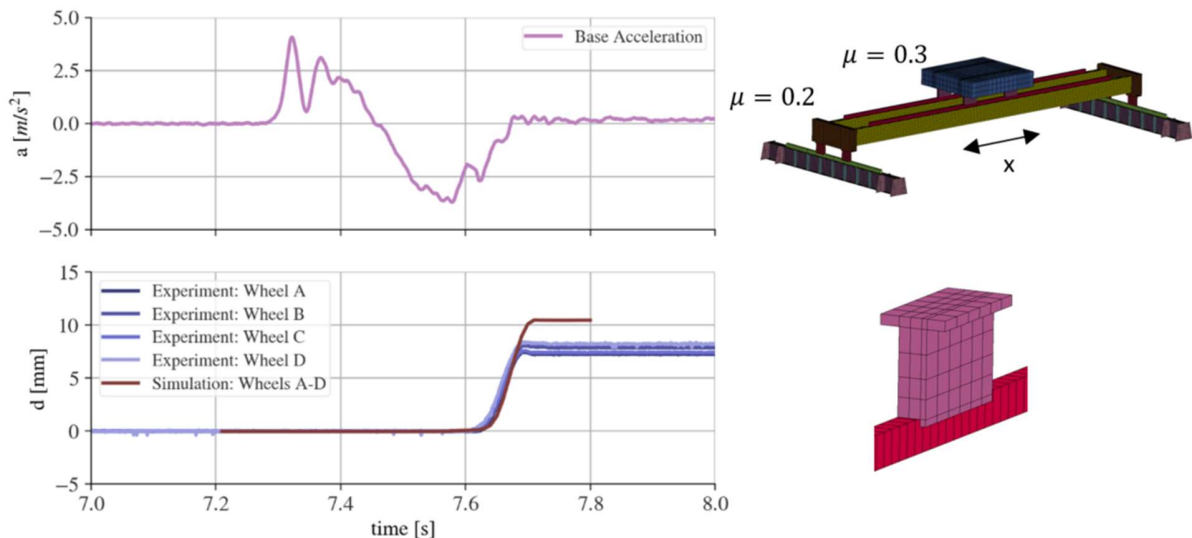 5.0
2.5
0.0
−2.5
−5.0
a [m/s²]
Base Acceleration
μ = 0.3
μ = 0.2
x
15
10
5
0
−5
d [mm]
Experiment: Wheel A
Experiment: Wheel B
Experiment: Wheel C
Experiment: Wheel D
Simulation: Wheels A-D
7.0 7.2 7.4 7.6 7.8 8.0
time [s]